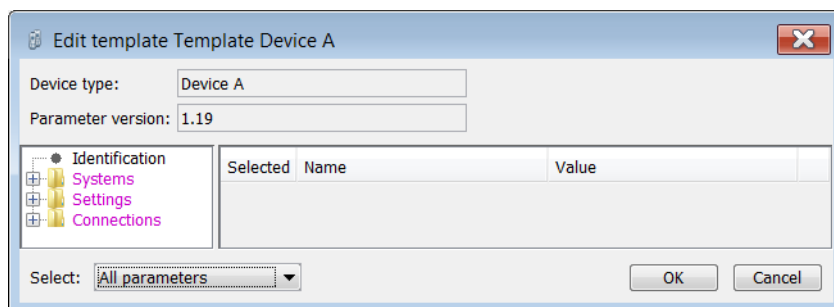 Edit template Template Device A
Device type: Device A
Parameter version: 1.19
Identification
Systems
Settings
Connections
Selected Name Value
Select: All parameters OK Cancel